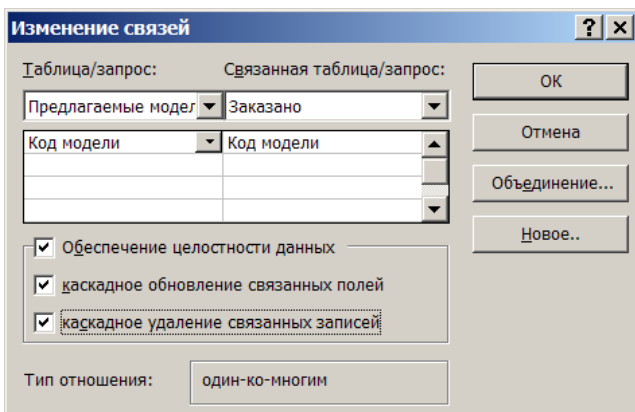 Изменение связей
Таблица/запрос: Связанная таблица/запрос:
Предлагаемые модел Заказано
Код модели Код модели
Обеспечение целостности данных
каскадное обновление связанных полей
каскадное удаление связанных записей
Тип отношения: один-ко-многим
ОК
Отмена
Объединение...
Новое..